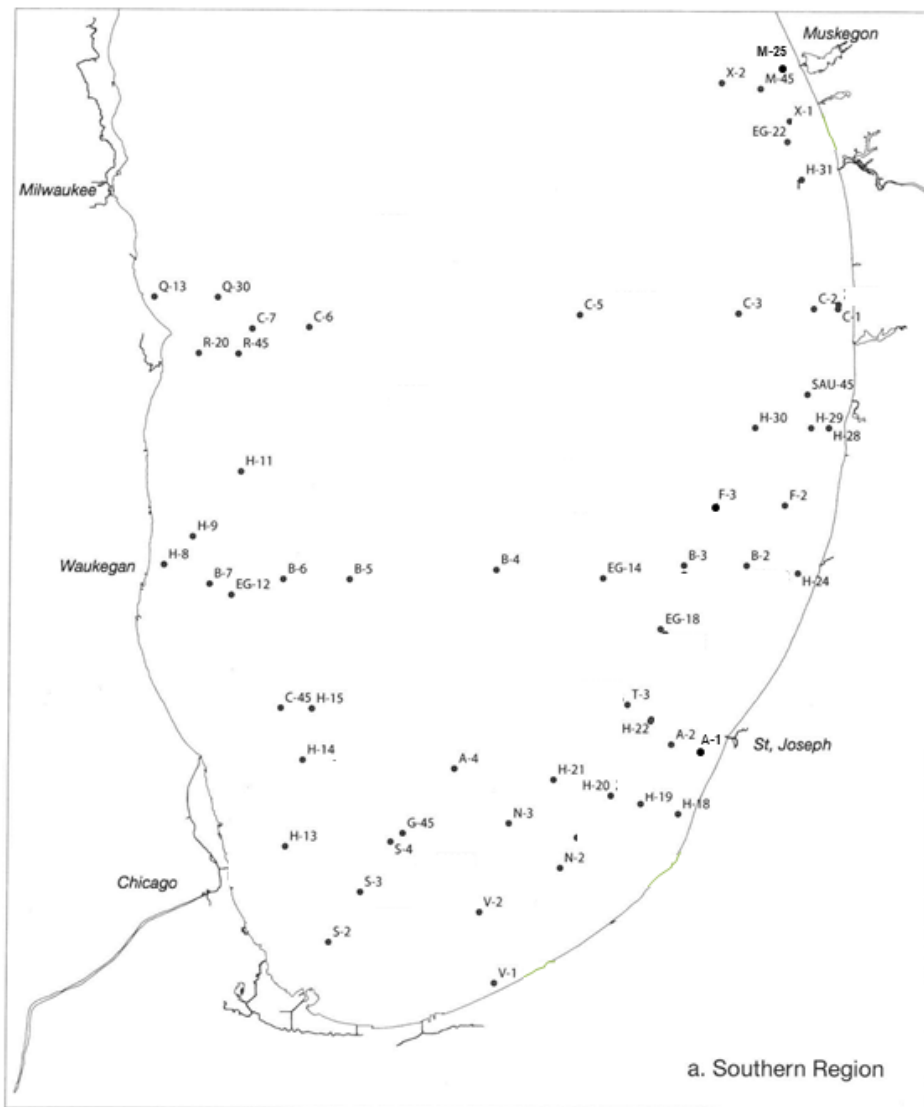 Muskegon
M-25
X-2
M-45
X-1
EG-22
H-31
Milwaukee
Q-13
Q-30
C-7
C-6
C-5
C-3
C-2
C-1
R-20
R-45
SAU-45
H-30
H-29
H-28
H-11
F-3
F-2
H-9
H-8
Waukegan
B-7
EG-12
B-6
B-5
B-4
EG-14
B-3
B-2
H-24
EG-18
C-45
H-15
T-3
H-22
A-2
A-1
St, Joseph
H-14
A-4
H-21
H-20
H-19
H-18
H-13
G-45
S-4
N-3
N-2
Chicago
S-3
V-2
S-2
V-1
a. Southern Region